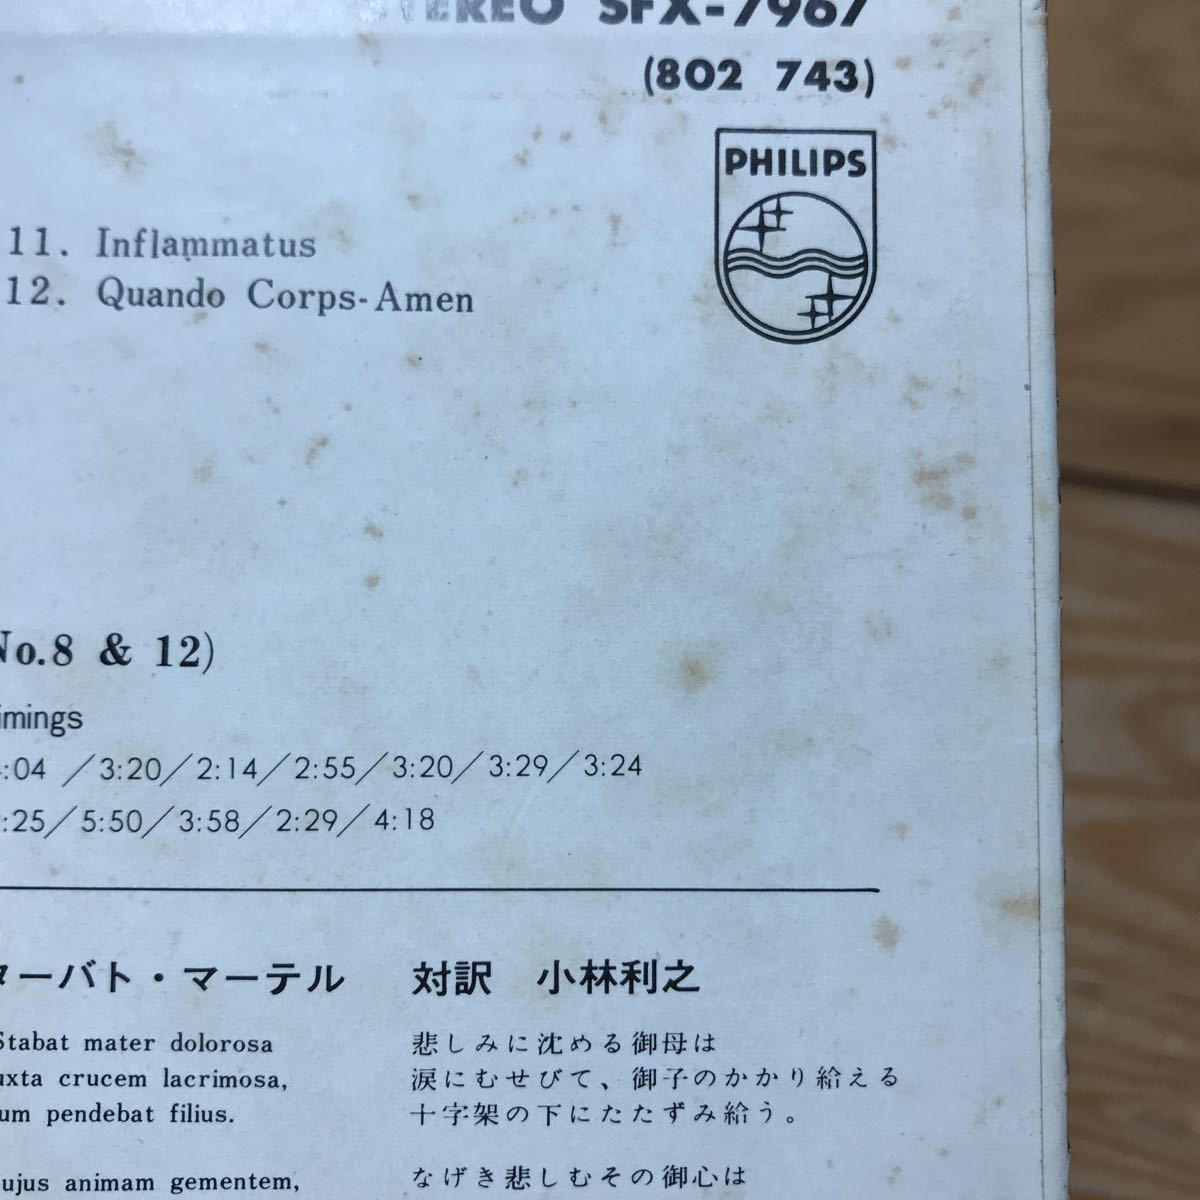 STEREO SFX-7967
(802 743)
PHILIPS
11. Inflammatus
12. Quando Corps-Amen
No.8 & 12)
imings
:04 ／3:20／2:14／2:55／3:20／3:29／3:24
:25／5:50／3:58／2:29／4:18
ターバト・マーテル 対訳 小林利之
Stabat mater dolorosa
uxta crucem lacrimosa,
um pendebat filius.
ujus animam gementem,
悲しみに沈める御母は
涙にむせびて、御子のかかり給える
十字架の下にたたずみ給う。
なげき悲しむその御心は